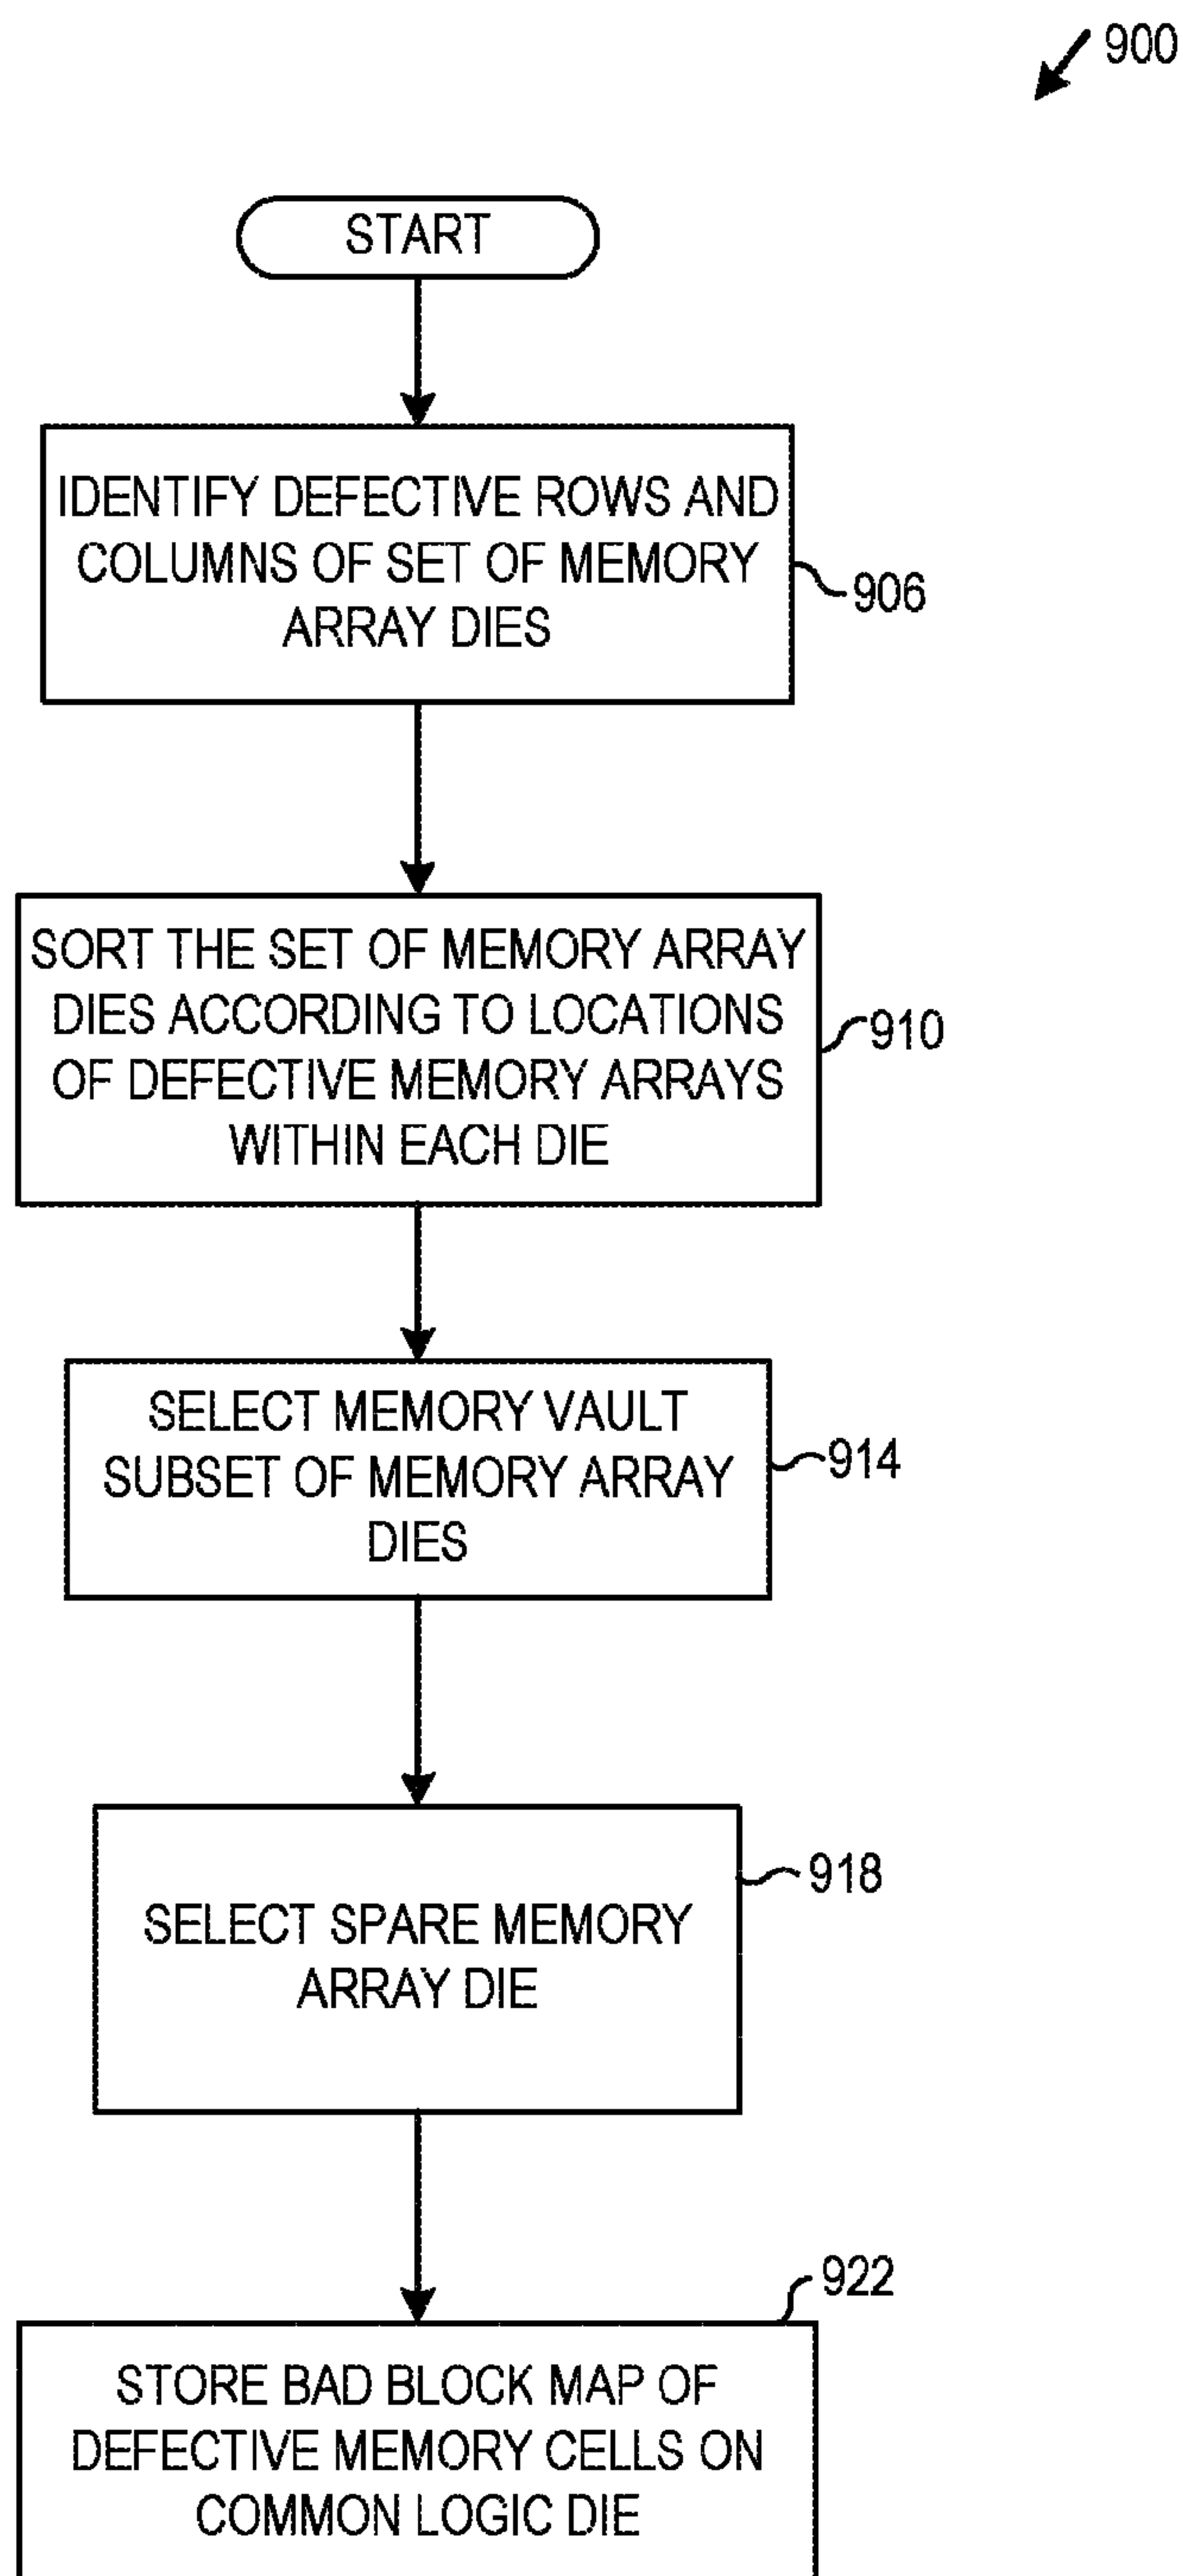 900
START
IDENTIFY DEFECTIVE ROWS AND
COLUMNS OF SET OF MEMORY
ARRAY DIES
906
SORT THE SET OF MEMORY ARRAY
DIES ACCORDING TO LOCATIONS
OF DEFECTIVE MEMORY ARRAYS
WITHIN EACH DIE
910
SELECT MEMORY VAULT
SUBSET OF MEMORY ARRAY
DIES
914
SELECT SPARE MEMORY
ARRAY DIE
918
922
STORE BAD BLOCK MAP OF
DEFECTIVE MEMORY CELLS ON
COMMON LOGIC DIE